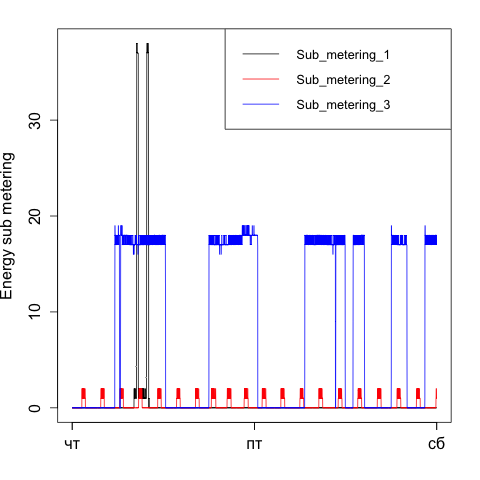 Sub_metering_1
Sub_metering_2
Sub_metering_3
Energy sub metering
30
20
10
0
чт пт сб